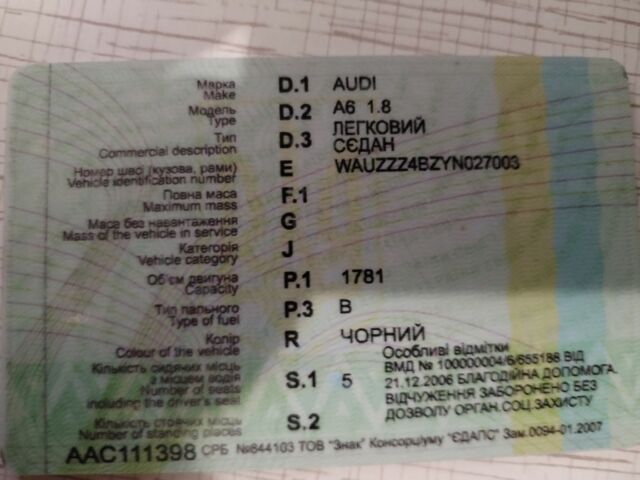 Марка D.1 AUDI
Make
Модель D.2 A6 1.8
Type
Тип D.3 ЛЕГКОВИЙ
Commercial description СЄДАН
Номер шасі (кузова, рами) E WAUZZZ4BZYN027003
Vehicle identification number
Повна маса F.1
Maximum mass
Маса без навантаження G
Mass of the vehicle in service
Категорія J
Vehicle category
Об'єм двигуна P.1 1781
Capacity
Тип пального P.3 B
Type of fuel
Колір R ЧОРНИЙ
Colour of the vehicle
Кількість сидячих місць S.1 5
з місцем водія
Number of seats
including the driver's seat
Кількість стоячих місць S.2
Number of standing places
Особливі відмітки
ВМД № 100000004/6/655188 ВІД
21.12.2006 БЛАГОДІЙНА ДОПОМОГА.
ВІДЧУЖЕННЯ ЗАБОРОНЕНО БЕЗ
ДОЗВОЛУ ОРГАН.СОЦ.ЗАХИСТУ
AAC111398 СРБ №644103 ТОВ "Знак" Консорціуму "ЄДАПС" Зам.0094-01.2007